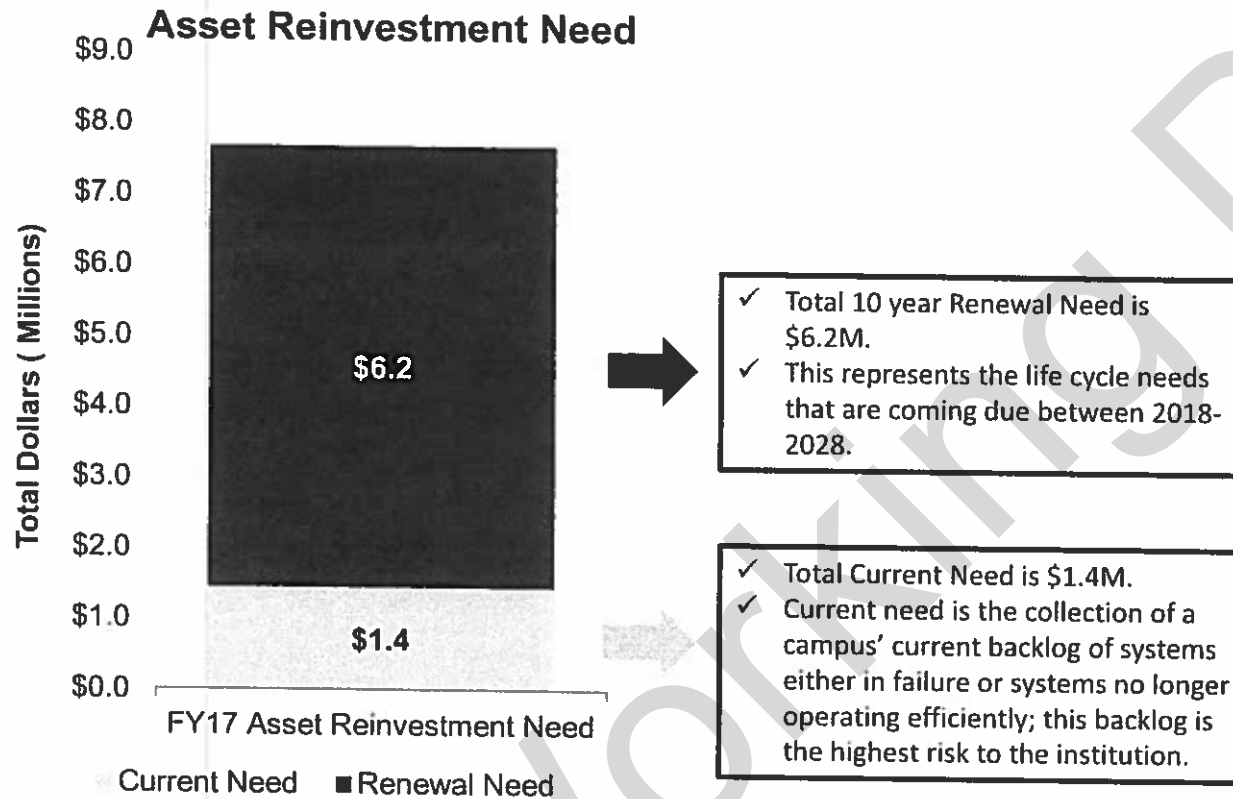 Asset Reinvestment Need
$9.0
$8.0
$7.0
$6.0
$5.0
$4.0
$3.0
$2.0
$1.0
$0.0
Total Dollars ( Millions)
$6.2
$1.4
FY17 Asset Reinvestment Need
Current Need ■Renewal Need
✓ Total 10 year Renewal Need is
$6.2M.
✓ This represents the life cycle needs
that are coming due between 2018-
2028.
✓ Total Current Need is $1.4M.
✓ Current need is the collection of a
campus’ current backlog of systems
either in failure or systems no longer
operating efficiently; this backlog is
the highest risk to the institution.
Working D